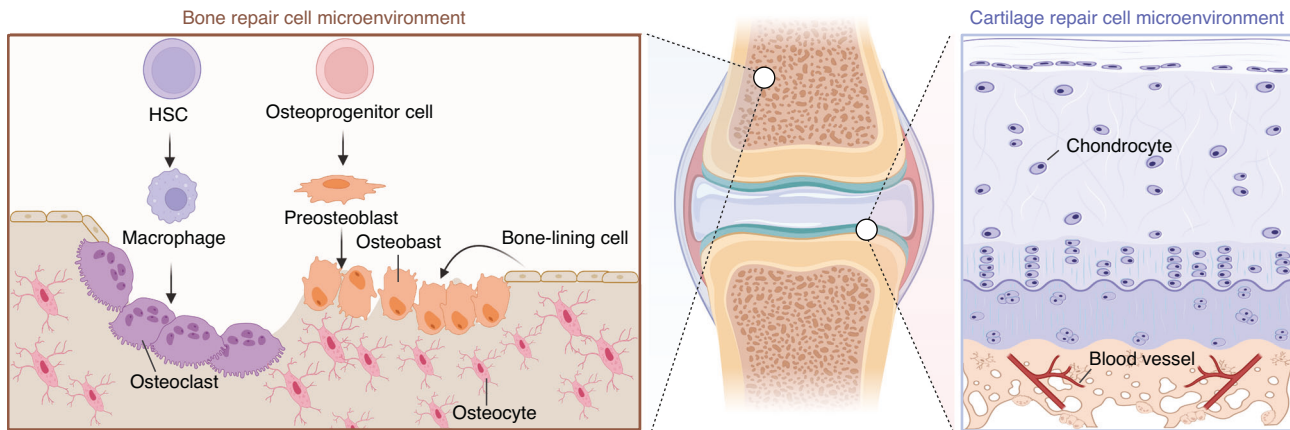 Bone repair cell microenvironment
Cartilage repair cell microenvironment
HSC
Osteoprogenitor cell
Macrophage
Preosteoblast
Osteobast
Bone-lining cell
Osteoclast
Osteocyte
Chondrocyte
Blood vessel